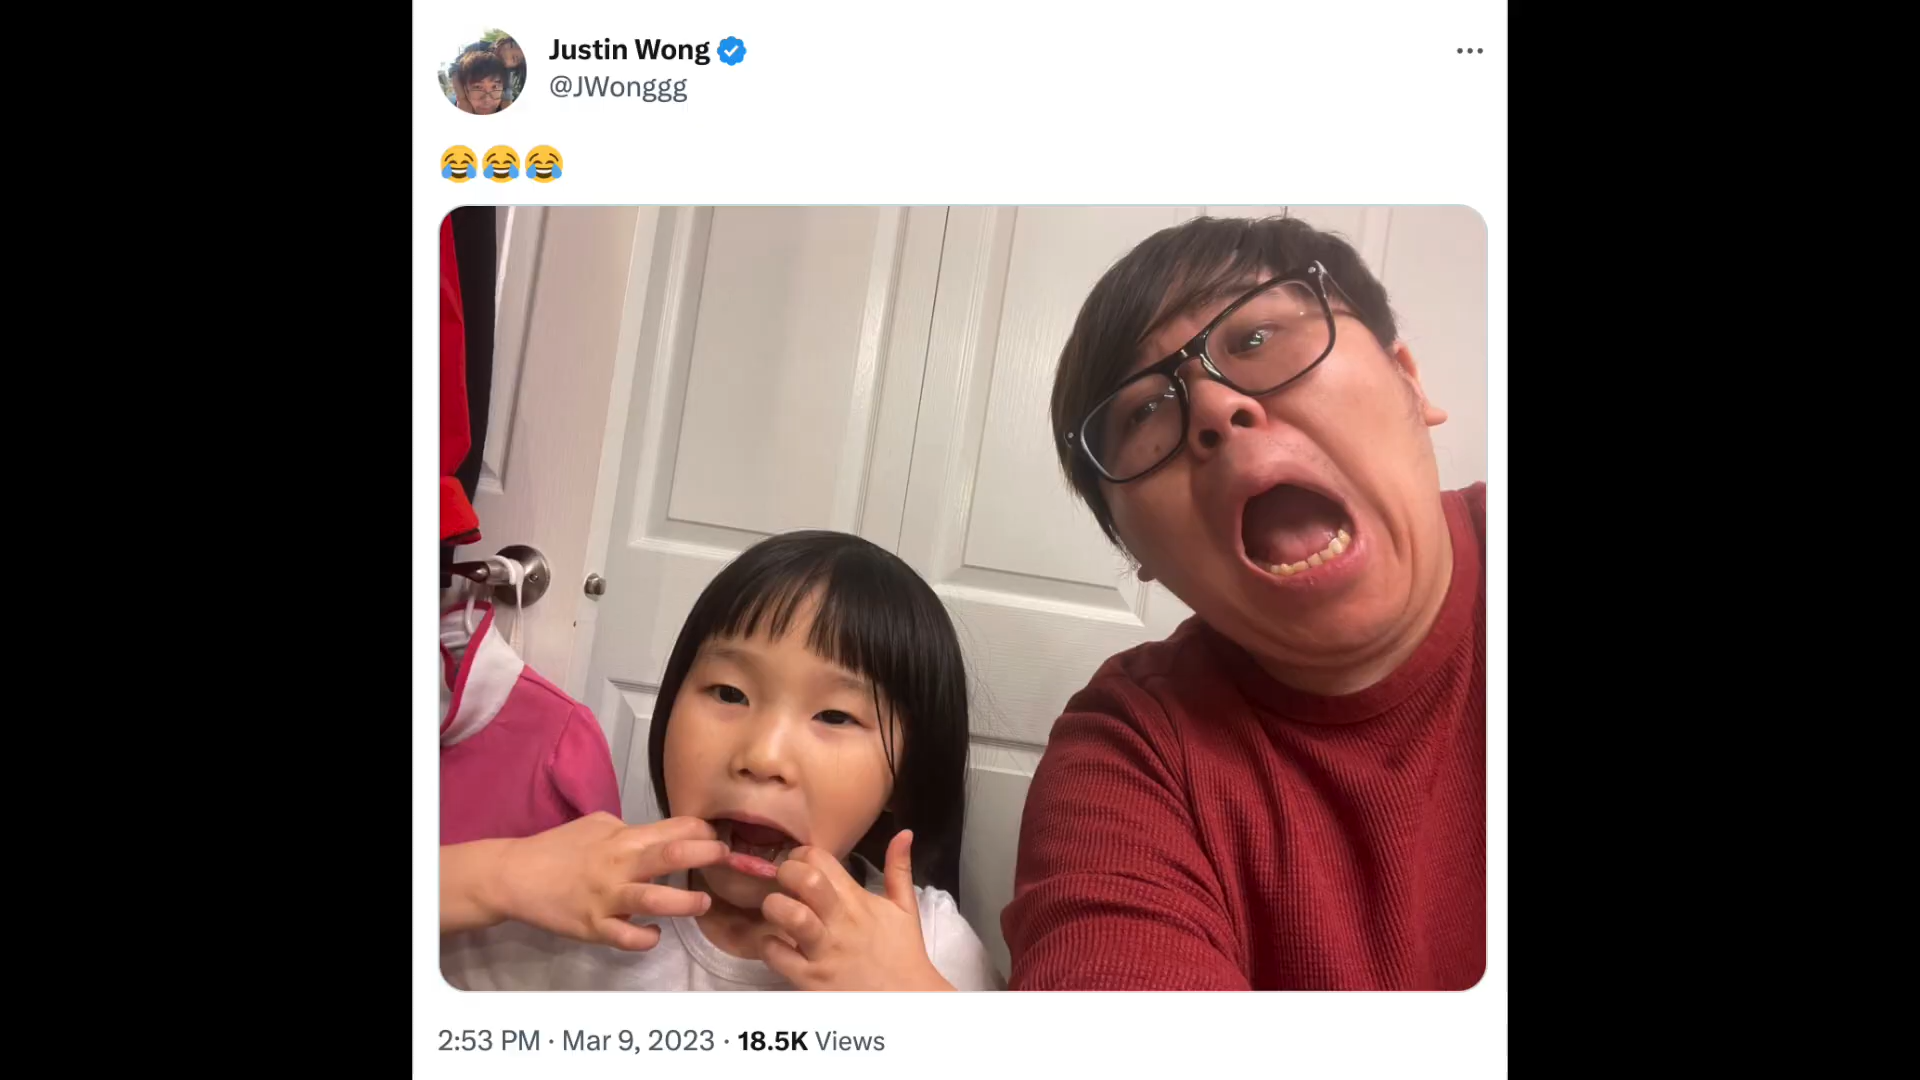 Justin Wong
@JWonggg
😂😂😂
2:53 PM · Mar 9, 2023 · 18.5K Views